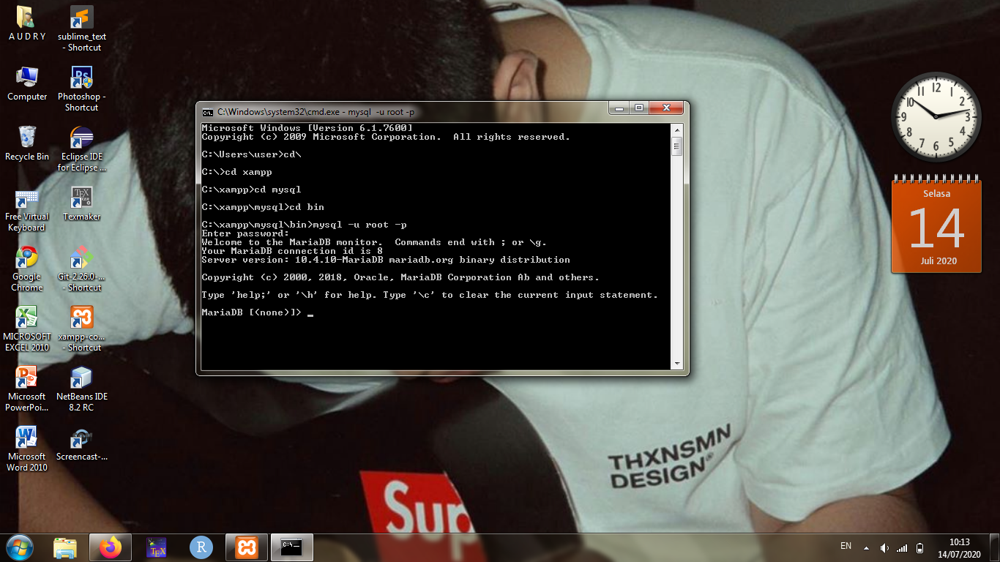 A U D R Y
sublime_text
- Shortcut
Computer
Photoshop -
Shortcut
Recycle Bin
Eclipse IDE
for Eclipse ...
Free Virtual
Keyboard
Texmaker
Google
Chrome
Git-2.26.0-...
- Shortcut
MICROSOFT
EXCEL 2010
xampp-co...
- Shortcut
Microsoft
PowerPoi...
NetBeans IDE
8.2 RC
Microsoft
Word 2010
Screencast-...
C:\Windows\system32\cmd.exe - mysql -u root -p
Microsoft Windows [Version 6.1.7600]
Copyright (c) 2009 Microsoft Corporation.  All rights reserved.
C:\Users\user>cd\
C:\>cd xampp
C:\xampp>cd mysql
C:\xampp\mysql>cd bin
C:\xampp\mysql\bin>mysql -u root -p
Enter password:
Welcome to the MariaDB monitor.  Commands end with ; or \g.
Your MariaDB connection id is 8
Server version: 10.4.10-MariaDB mariadb.org binary distribution
Copyright (c) 2000, 2018, Oracle, MariaDB Corporation Ab and others.
Type 'help;' or '\h' for help. Type '\c' to clear the current input statement.
MariaDB [(none)]> _
12
1
2
3
4
5
6
7
8
9
10
11
Selasa
14
Juli 2020
THXNSMN
DESIGN®
Sup
EN
10:13
14/07/2020